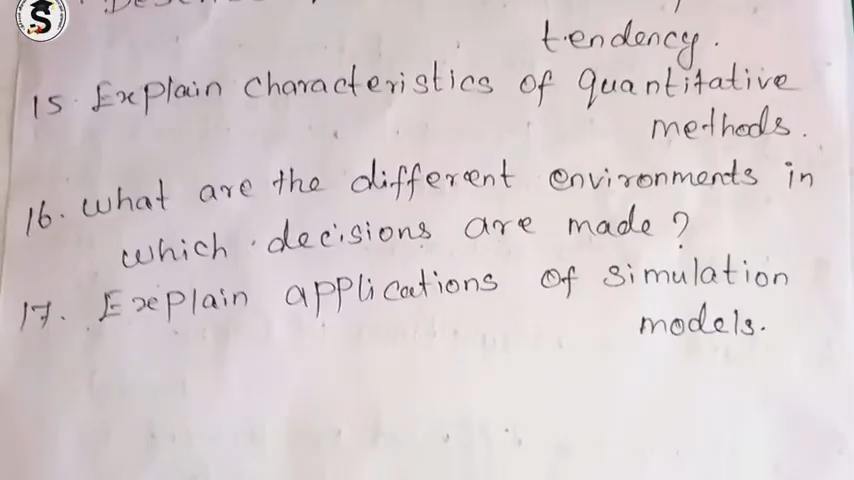 tendency.
15. Explain characteristics of quantitative
methods.
16. what are the different environments in
which decisions are made?
17. Explain applications of simulation
models.